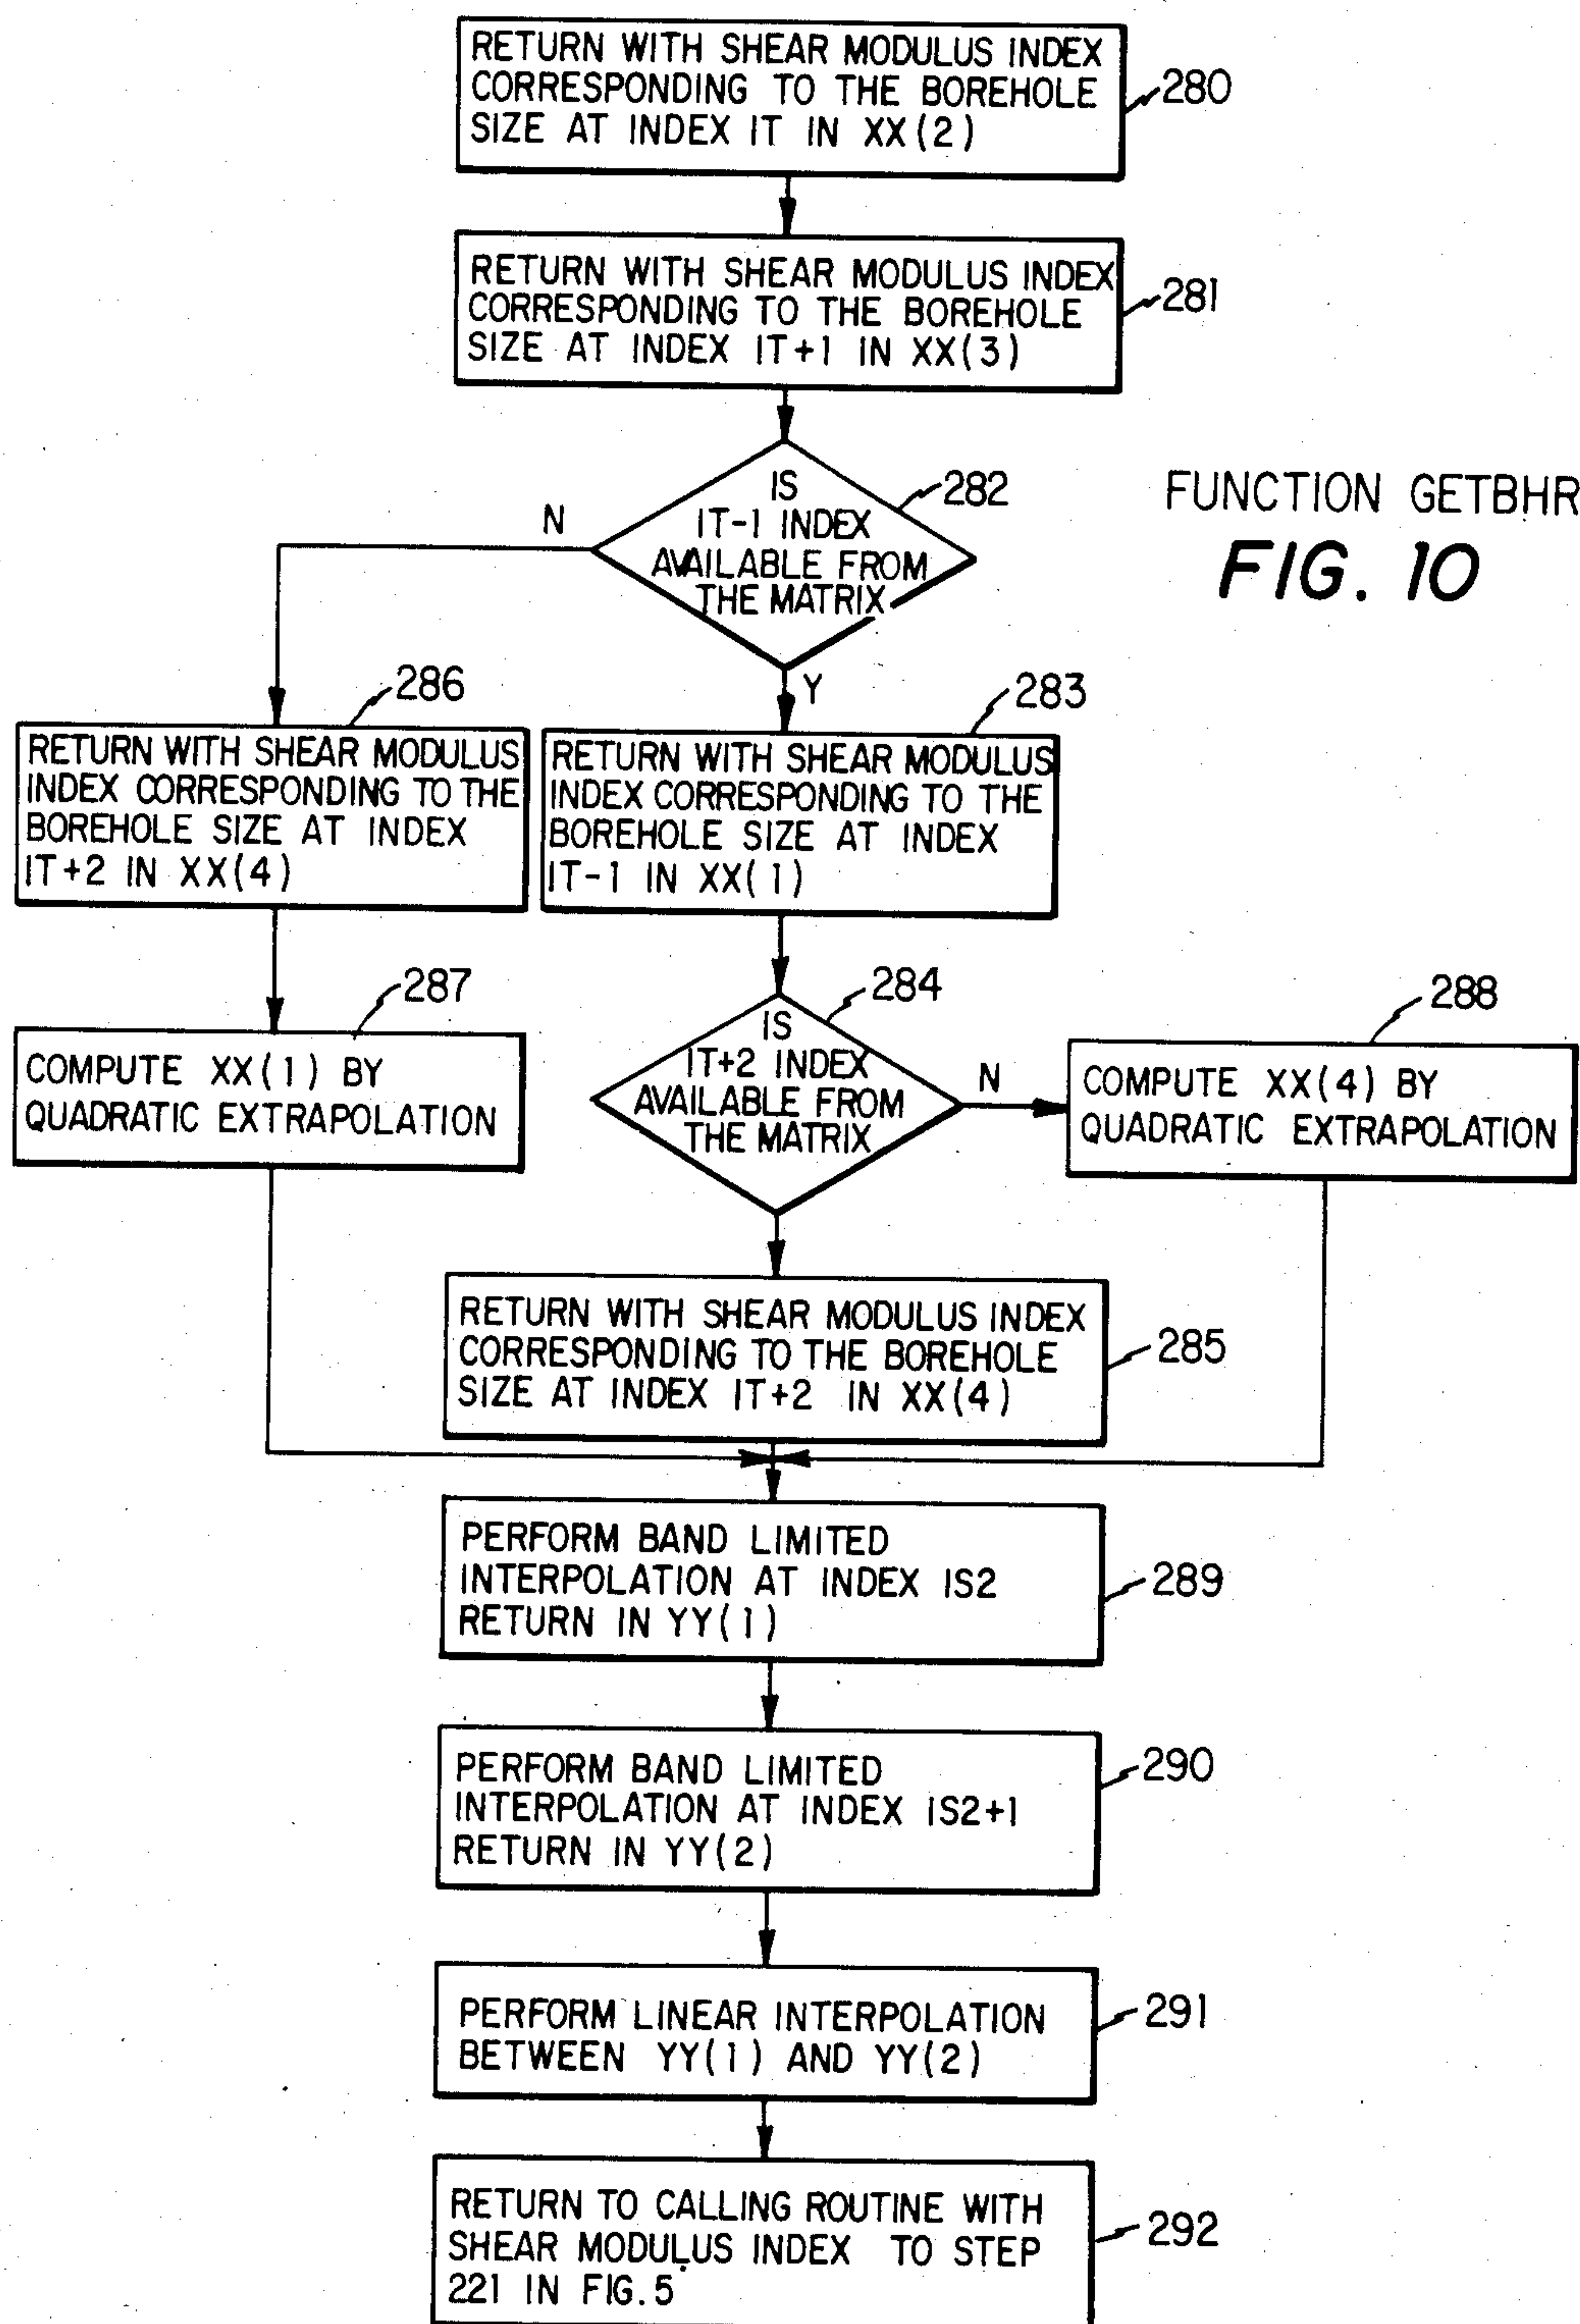 RETURN WITH SHEAR MODULUS INDEX
CORRESPONDING TO THE BOREHOLE
SIZE AT INDEX IT IN XX(2)
280
RETURN WITH SHEAR MODULUS INDEX
CORRESPONDING TO THE BOREHOLE
SIZE AT INDEX IT+1 IN XX(3)
281
IS
IT-1 INDEX
AVAILABLE FROM
THE MATRIX
282
N
Y
FUNCTION GETBHR
FIG. 10
286
RETURN WITH SHEAR MODULUS
INDEX CORRESPONDING TO THE
BOREHOLE SIZE AT INDEX
IT+2 IN XX(4)
283
RETURN WITH SHEAR MODULUS
INDEX CORRESPONDING TO THE
BOREHOLE SIZE AT INDEX
IT-1 IN XX(1)
287
COMPUTE XX(1) BY
QUADRATIC EXTRAPOLATION
284
IS
IT+2 INDEX
AVAILABLE FROM
THE MATRIX
N
288
COMPUTE XX(4) BY
QUADRATIC EXTRAPOLATION
RETURN WITH SHEAR MODULUS INDEX
CORRESPONDING TO THE BOREHOLE
SIZE AT INDEX IT+2 IN XX(4)
285
PERFORM BAND LIMITED
INTERPOLATION AT INDEX IS2
RETURN IN YY(1)
289
PERFORM BAND LIMITED
INTERPOLATION AT INDEX IS2+1
RETURN IN YY(2)
290
PERFORM LINEAR INTERPOLATION
BETWEEN YY(1) AND YY(2)
291
RETURN TO CALLING ROUTINE WITH
SHEAR MODULUS INDEX TO STEP
221 IN FIG.5
292